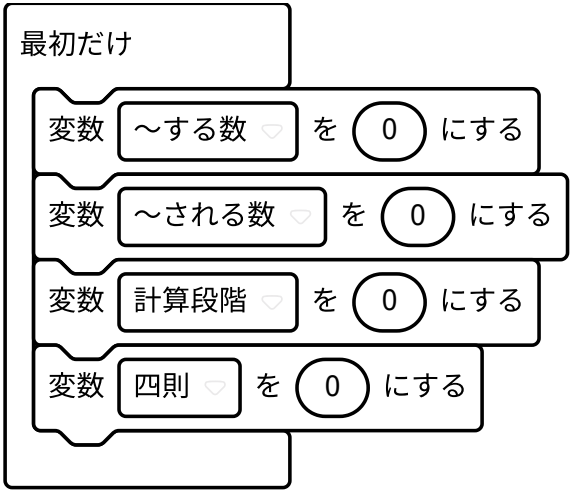 最初だけ
変数 ～する数 を 0 にする
変数 ～される数 を 0 にする
変数 計算段階 を 0 にする
変数 四則 を 0 にする